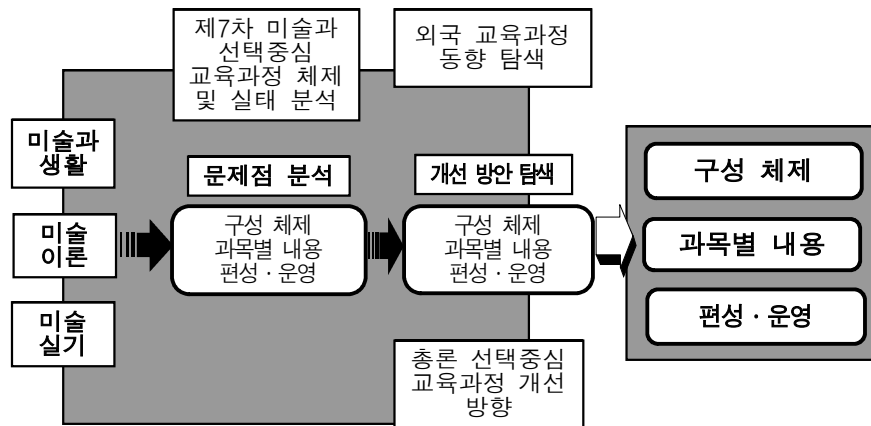 제7차 미술과
선택중심
교육과정 체제
및 실태 분석
외국 교육과정
동향 탐색
미술과
생활
미술
이론
미술
실기
문제점 분석
구성 체제
과목별 내용
편성 · 운영
개선 방안 탐색
구성 체제
과목별 내용
편성 · 운영
총론 선택중심
교육과정 개선
방향
구성 체제
과목별 내용
편성 · 운영